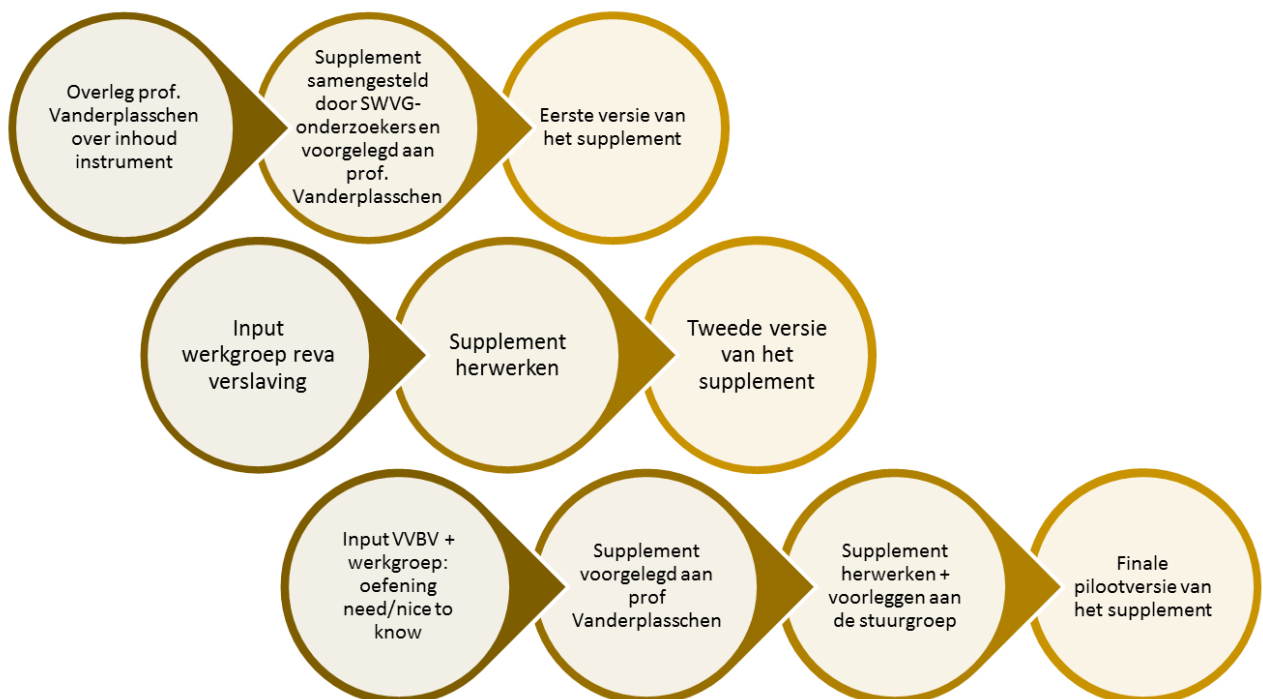 Overleg prof.
Vanderplasschen
over inhoud
instrument
Supplement
samengesteld
door SWVG-
onderzoekers en
voorgelegd aan
prof.
Vanderplasschen
Eerste versie van
het supplement
Input
werkgroep reva
verslaving
Supplement
herwerken
Tweede versie
van het
supplement
Input VVBV +
werkgroep:
oefening
need/nice to
know
Supplement
voorgelegd aan
prof
Vanderplasschen
Supplement
herwerken +
voorleggen aan
de stuurgroep
Finale
pilootversie van
het supplement